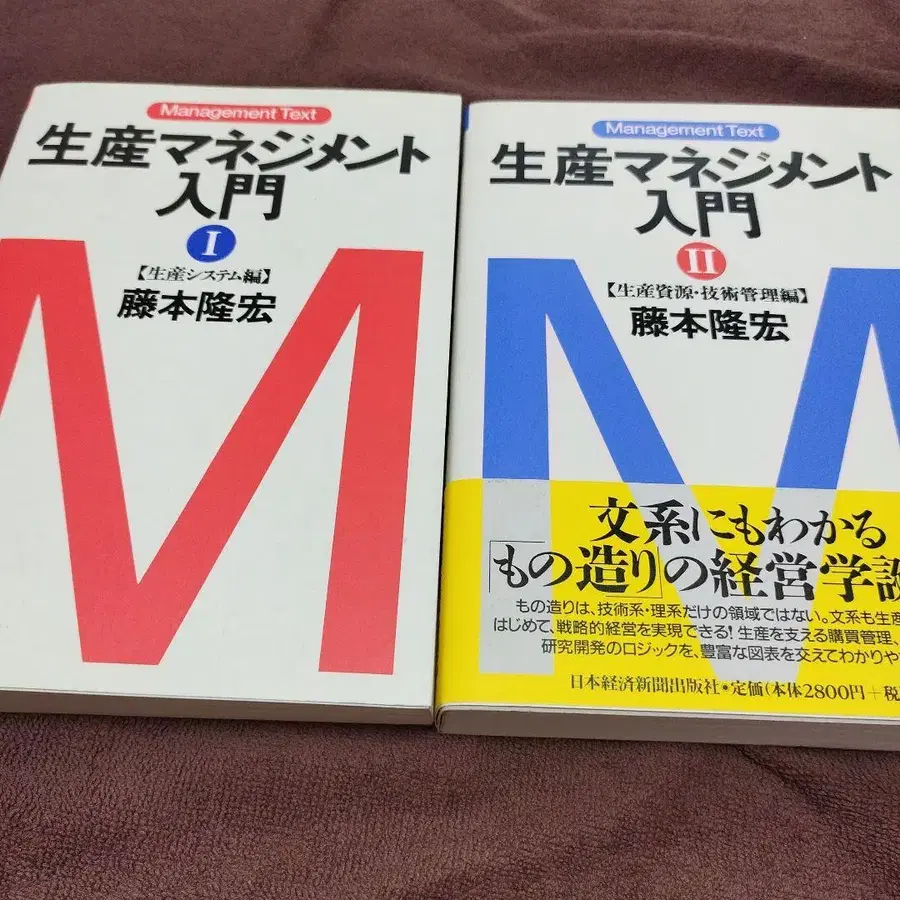 Management Text
生産マネジメント
入門
I
【生産システム編】
藤本隆宏
Management Text
生産マネジメント
入門
II
【生産資源・技術管理編】
藤本隆宏
文系にもわかる
「もの造り」の経営学
もの造りは、技術系・理系だけの領域ではない。文系も生産
はじめて、戦略的経営を実現できる!生産を支える購買管理、
研究開発のロジックを、豊富な図表を交えてわかりや
日本経済新聞出版社・定価(本体2800円+税)